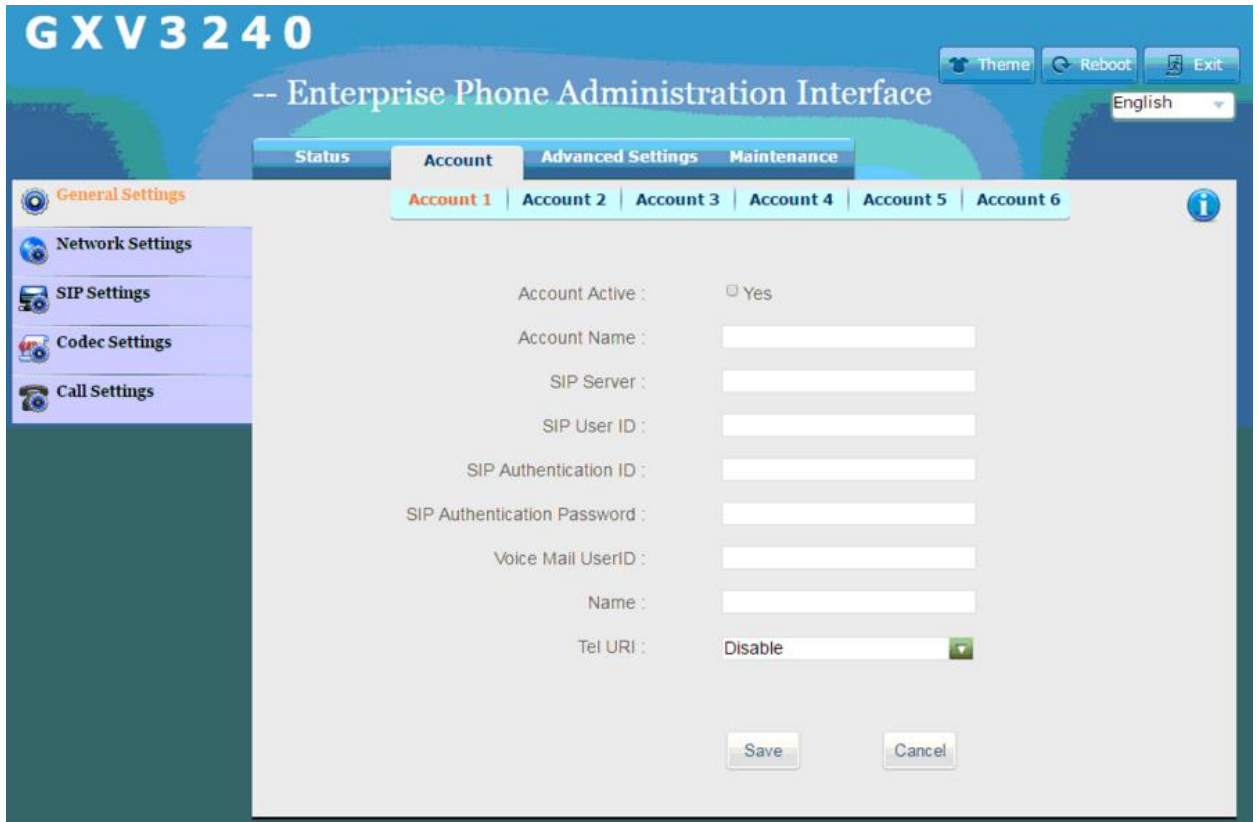 GXV3240
-- Enterprise Phone Administration Interface
Theme Reboot Exit
English
Status Account Advanced Settings Maintenance
General Settings
Network Settings
SIP Settings
Codec Settings
Call Settings
Account 1 Account 2 Account 3 Account 4 Account 5 Account 6
Account Active : Yes
Account Name :
SIP Server :
SIP User ID :
SIP Authentication ID :
SIP Authentication Password :
Voice Mail UserID :
Name :
Tel URI : Disable
Save Cancel